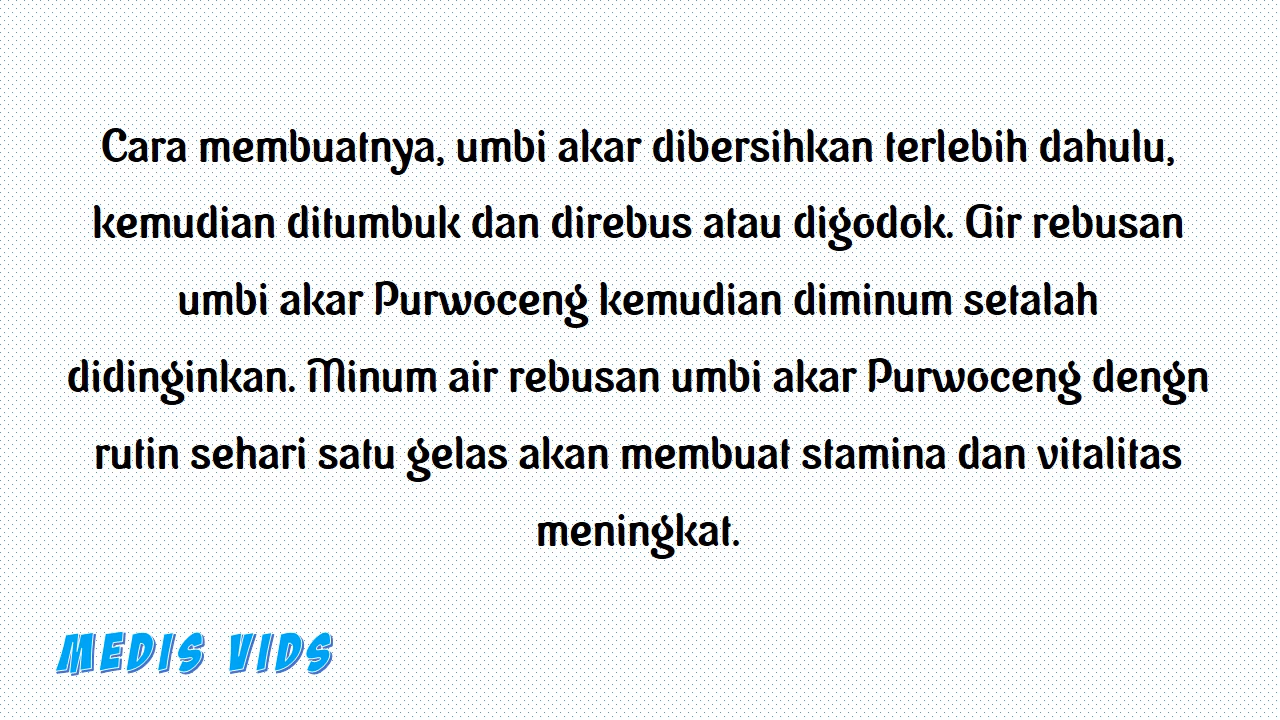 Cara membuatnya, umbi akar dibersihkan terlebih dahulu,
kemudian ditumbuk dan direbus atau digodok. Air rebusan
umbi akar Purwoceng kemudian diminum setalah
didinginkan. Minum air rebusan umbi akar Purwoceng dengn
rutin sehari satu gelas akan membuat stamina dan vitalitas
meningkat.
MEDIS VIDS